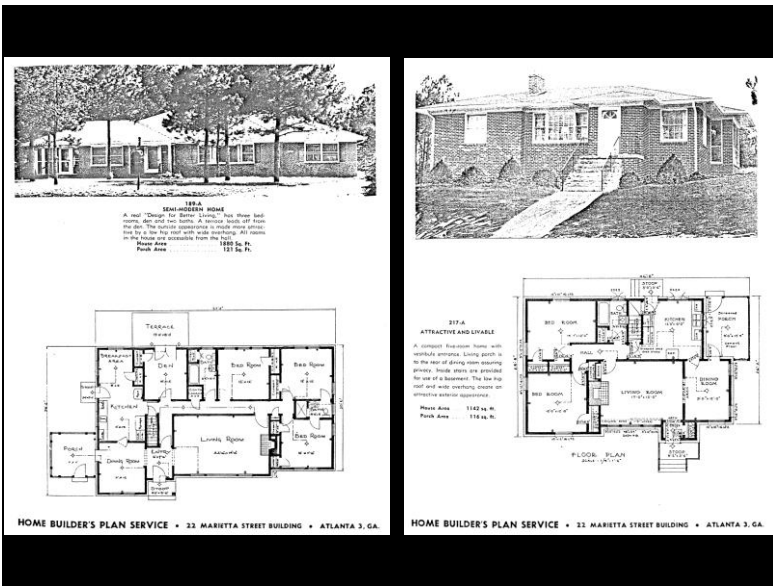 189-A
SEMI-MODERN HOME
A real "Design for Better Living," has three bed-
rooms, den and two baths. A terrace leads off from
the den. The outside appearance is made more attrac-
tive by a low hip roof with wide overhang. All rooms
in the house are accessible from the hall.
House Area 1880 Sq. Ft.
Porch Area 121 Sq. Ft.
TERRACE
BREAKFAST
AREA
DEN
BED ROOM
BED ROOM
KITCHEN
LIVING ROOM
BED ROOM
PORCH
DINING ROOM
ENTRY
HOME BUILDER'S PLAN SERVICE • 22 MARIETTA STREET BUILDING • ATLANTA 3, GA.
217-A
ATTRACTIVE AND LIVABLE
A compact five-room home with
vestibule entrance. Living porch is
to the rear of dining room assuring
privacy. Inside stairs are provided
for use of a basement. The low hip
roof and wide overhang create an
attractive exterior appearance.
House Area 1142 sq. ft.
Porch Area 116 sq. ft.
STOOP
BED ROOM
BATH
KITCHEN
PORCH
HALL
BED ROOM
LIVING ROOM
DINING
ROOM
STOOP
FLOOR PLAN
HOME BUILDER'S PLAN SERVICE • 22 MARIETTA STREET BUILDING • ATLANTA 3, GA.